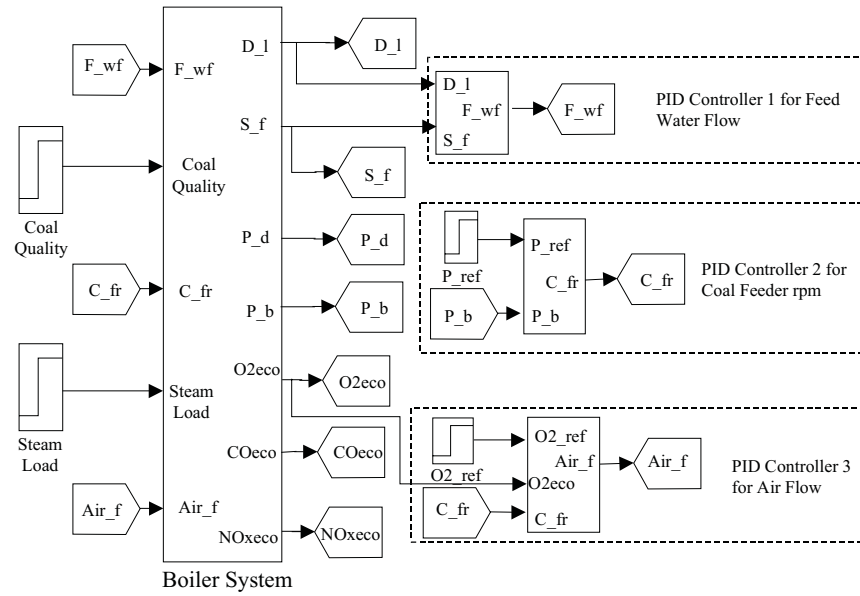 F_wf
Coal
Quality
C_fr
Steam
Load
Air_f
F_wf
Coal
Quality
C_fr
Steam
Load
Air_f
D_l
S_f
P_d
P_b
O2eco
COeco
NOxeco
Boiler System
D_l
S_f
P_d
P_b
O2eco
COeco
NOxeco
D_l
F_wf
S_f
F_wf
PID Controller 1 for Feed
Water Flow
P_ref
P_b
P_ref
C_fr
P_b
C_fr
PID Controller 2 for
Coal Feeder rpm
O2_ref
C_fr
O2_ref
Air_f
O2eco
C_fr
Air_f
PID Controller 3
for Air Flow